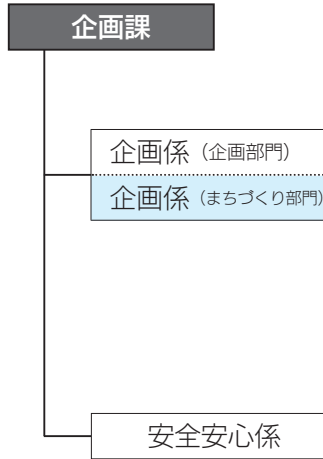 企画課
企画係（企画部門）
企画係（まちづくり部門）
安全安心係